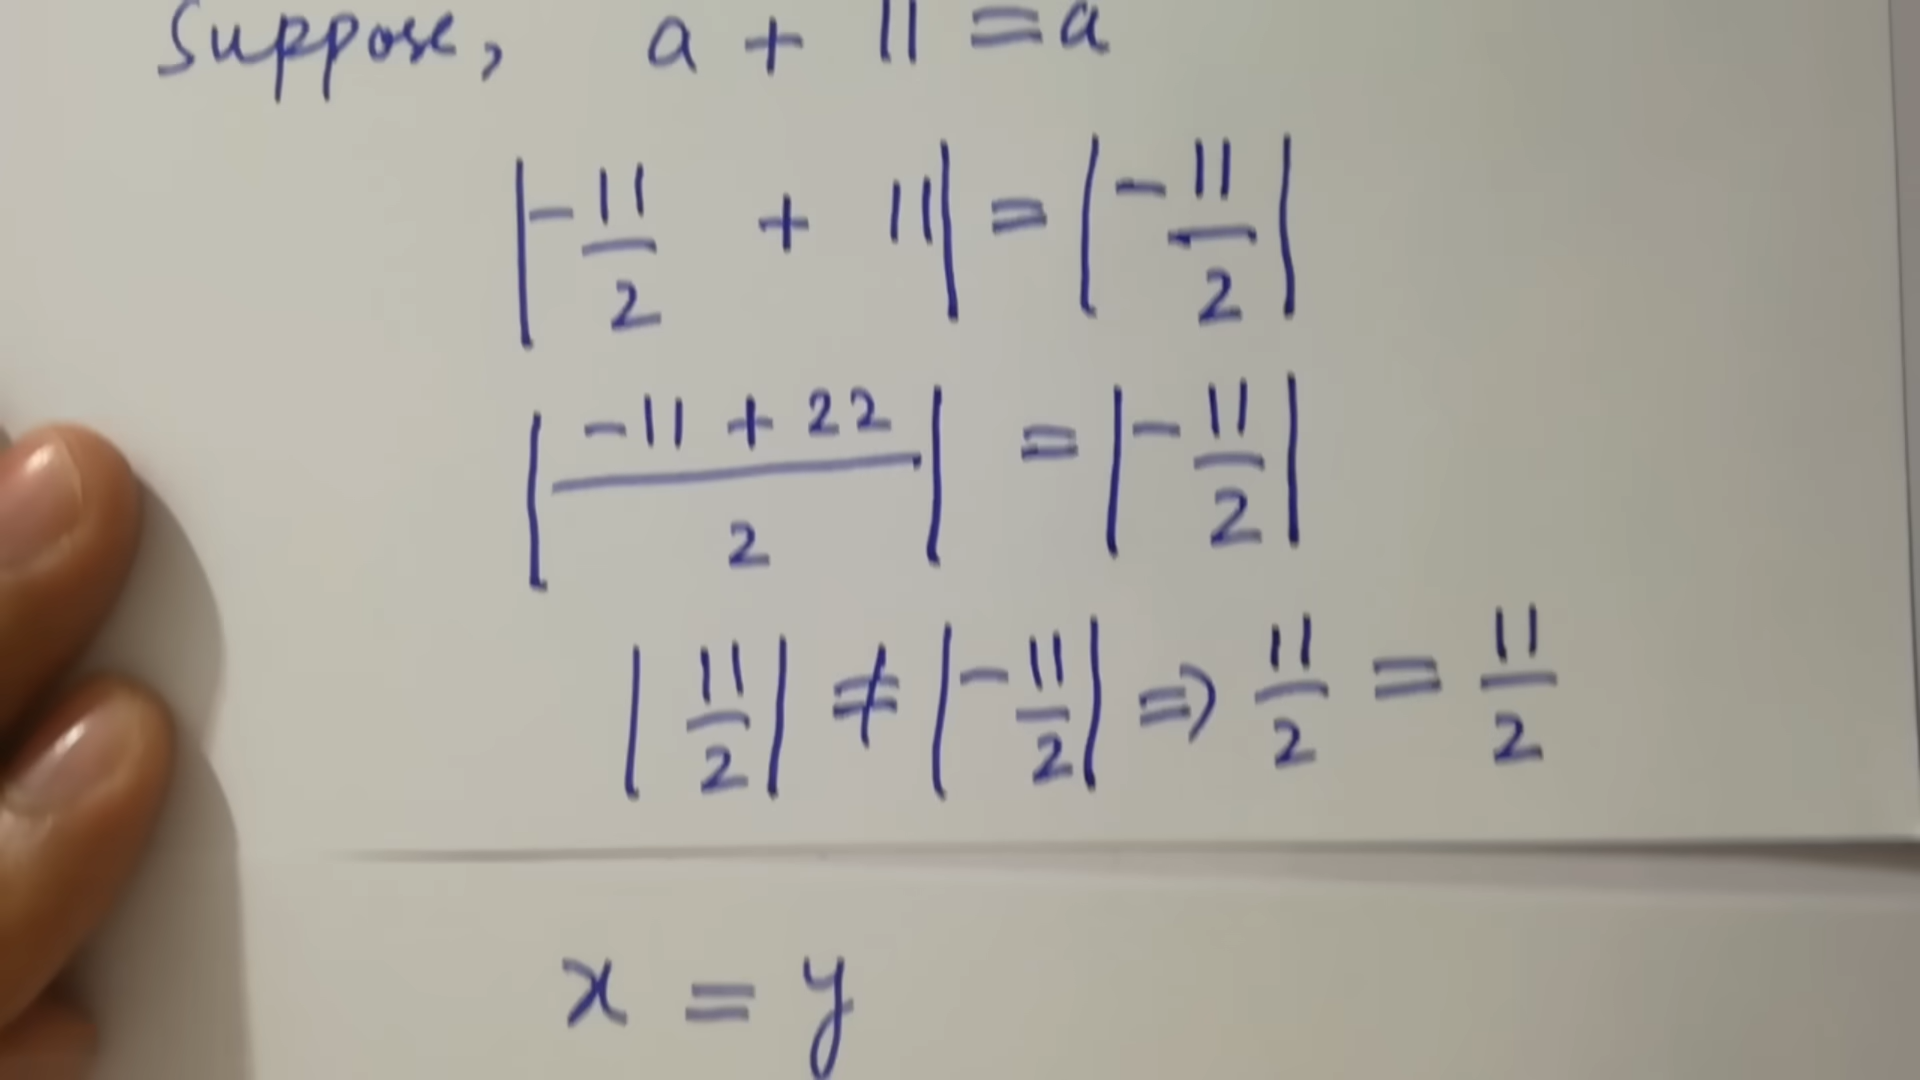 Suppose, a + 11 = a
|-11/2 + 11| = |-11/2|
|(-11 + 22)/2| = |-11/2|
|11/2| ≠ |-11/2| ⇒ 11/2 = 11/2
x = y